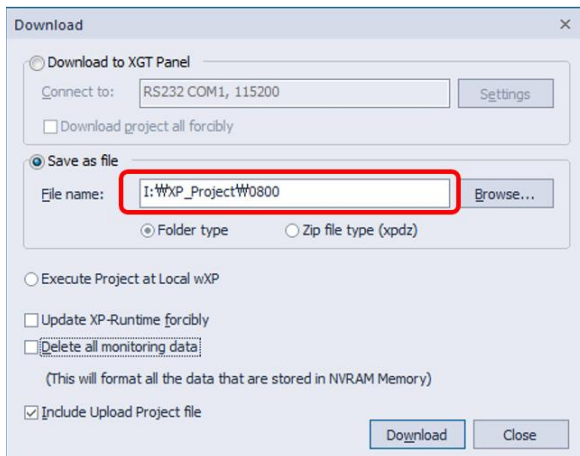 Download
Download to XGT Panel
Connect to: RS232 COM1, 115200 Settings
Download project all forcibly
Save as file
File name: I:₩XP_Project₩0800 Browse...
Folder type Zip file type (xpdz)
Execute Project at Local wXP
Update XP-Runtime forcibly
Delete all monitoring data
(This will format all the data that are stored in NVRAM Memory)
Include Upload Project file
Download Close